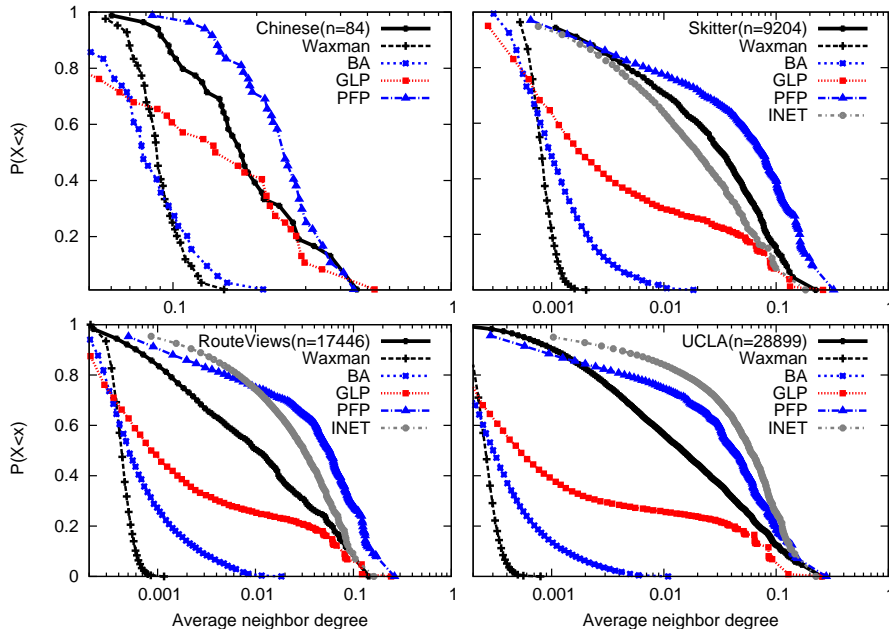 Chinese(n=84)
Waxman
BA
GLP
PFP
P(X<x)
1
0.8
0.6
0.4
0.2
0.1
1
Skitter(n=9204)
Waxman
BA
GLP
PFP
INET
0.001
0.01
0.1
1
RouteViews(n=17446)
Waxman
BA
GLP
PFP
INET
P(X<x)
1
0.8
0.6
0.4
0.2
0
0.001
0.01
0.1
1
Average neighbor degree
UCLA(n=28899)
Waxman
BA
GLP
PFP
INET
0.001
0.01
0.1
1
Average neighbor degree